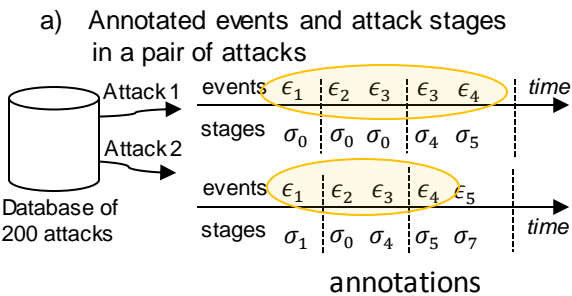 a) Annotated events and attack stages
in a pair of attacks
Attack 1
events ϵ₁ ϵ₂ ϵ₃ ϵ₃ ϵ₄ time
stages σ₀ σ₀ σ₀ σ₄ σ₅
Attack 2
events ϵ₁ ϵ₂ ϵ₃ ϵ₄ ϵ₅
stages σ₁ σ₀ σ₄ σ₅ σ₇ time
Database of
200 attacks
annotations